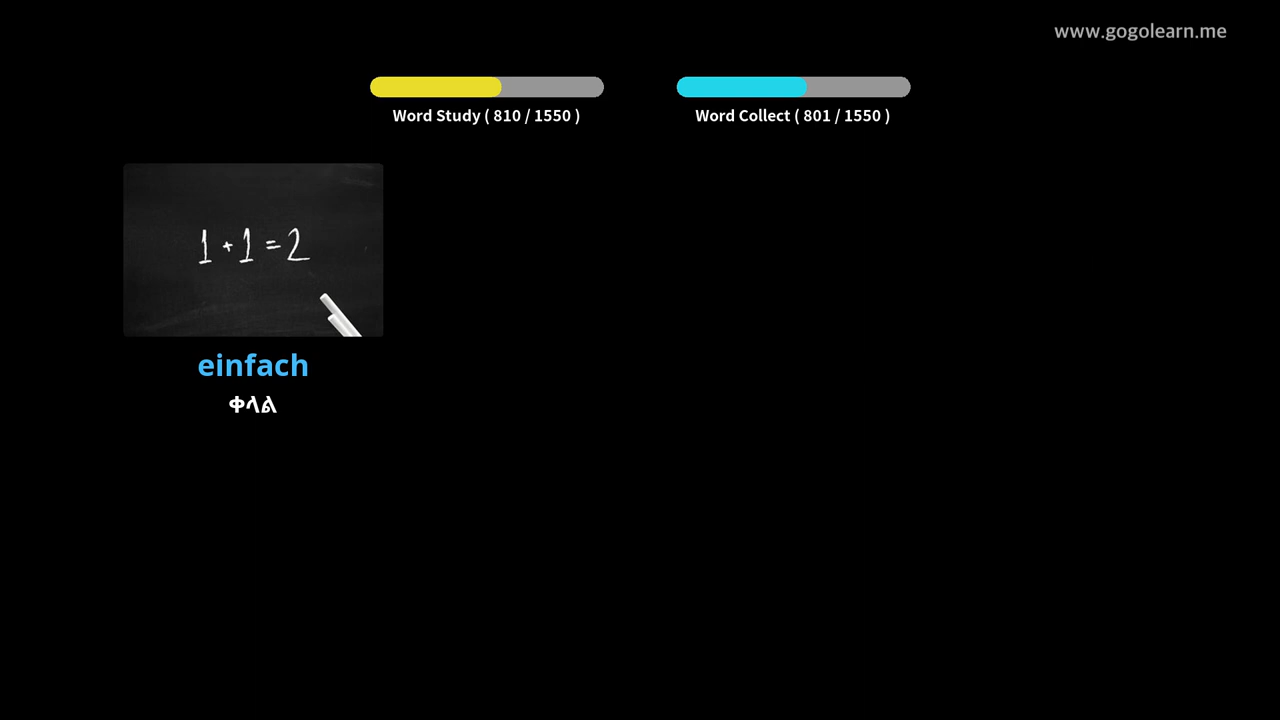 www.gogolearn.me
Word Study ( 810 / 1550 )
Word Collect ( 801 / 1550 )
1 + 1 = 2
einfach
ቀላል